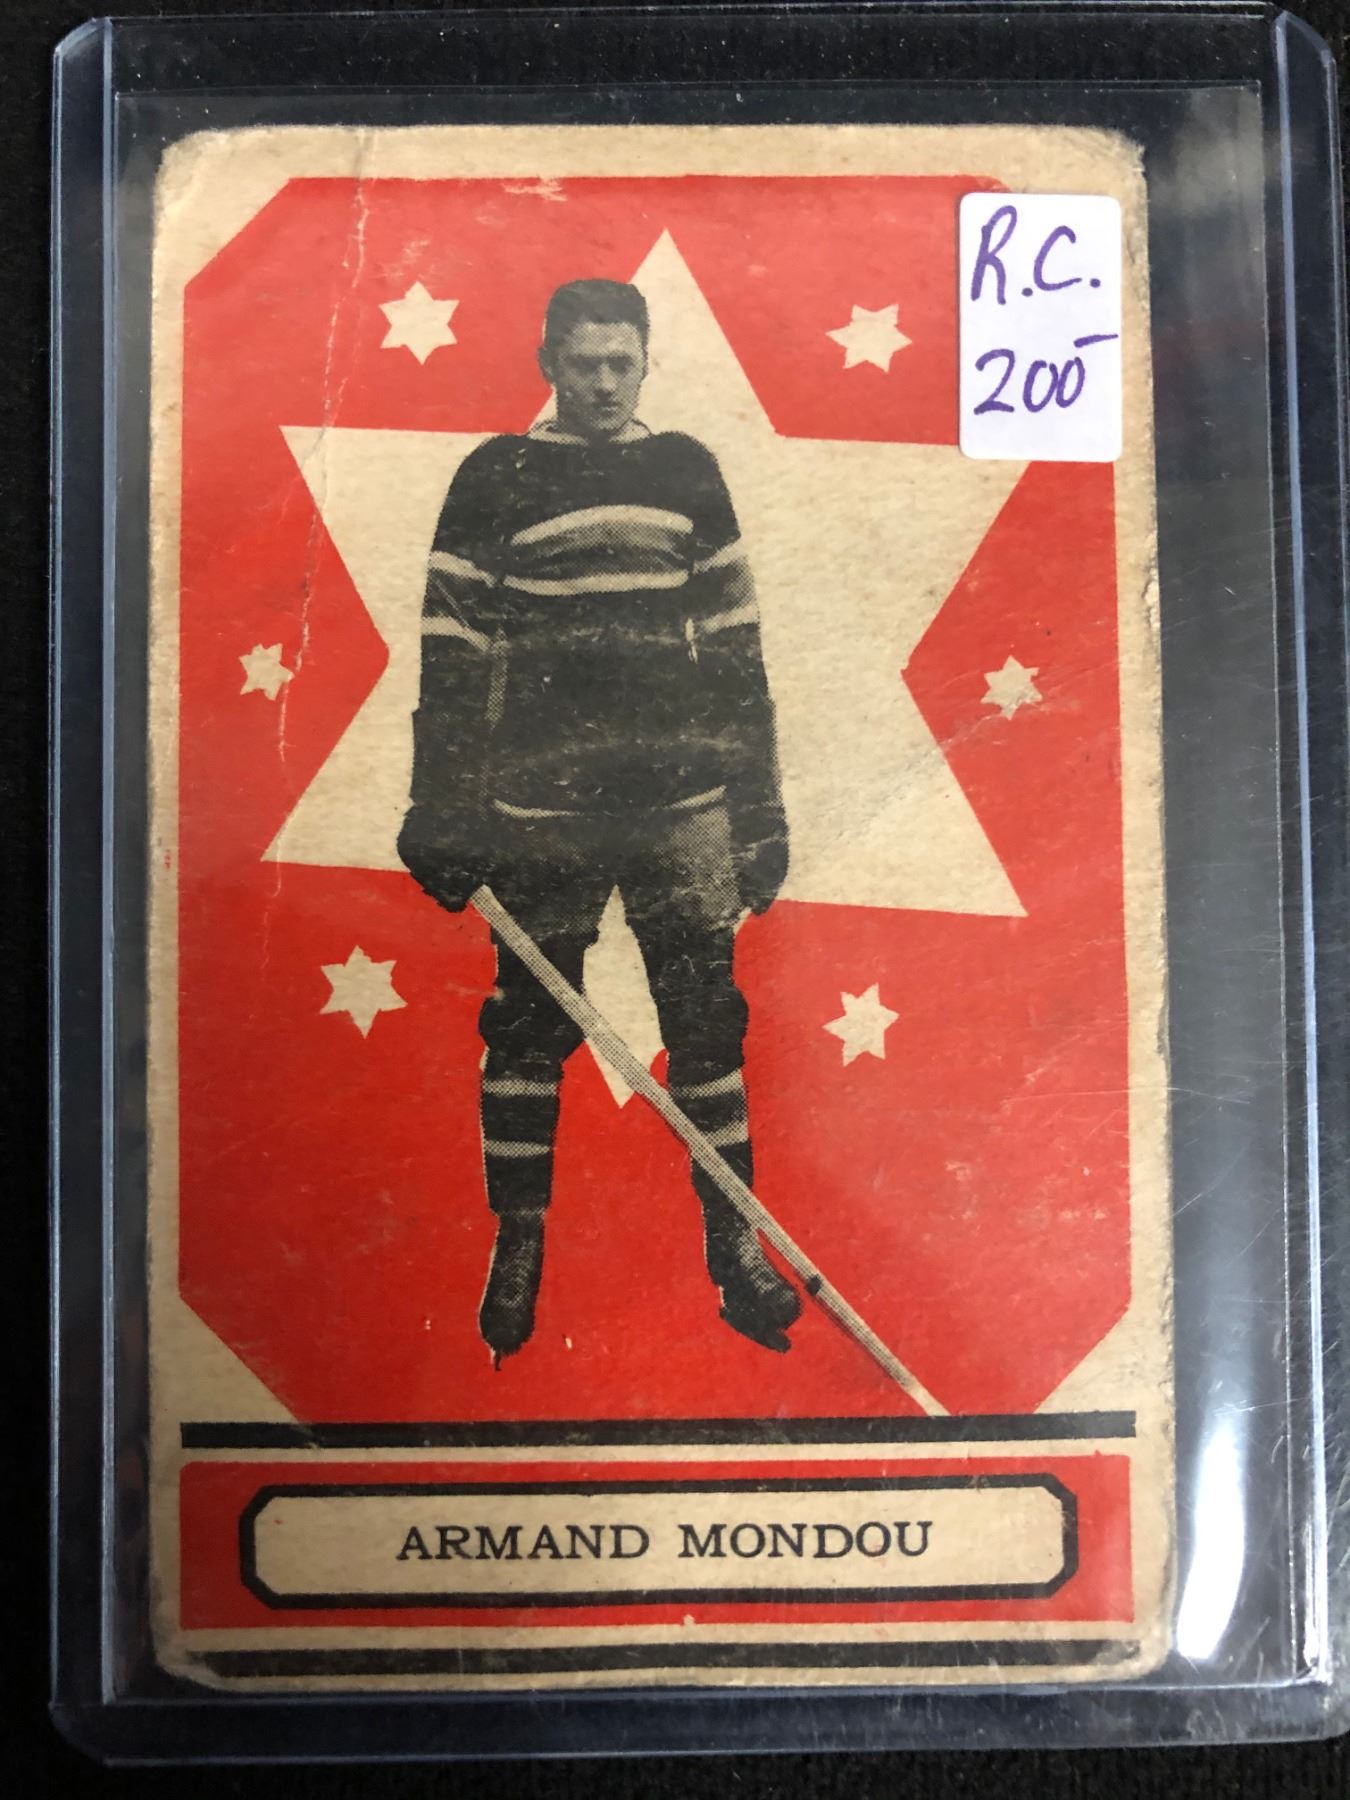 R.C.
200-
ARMAND MONDOU